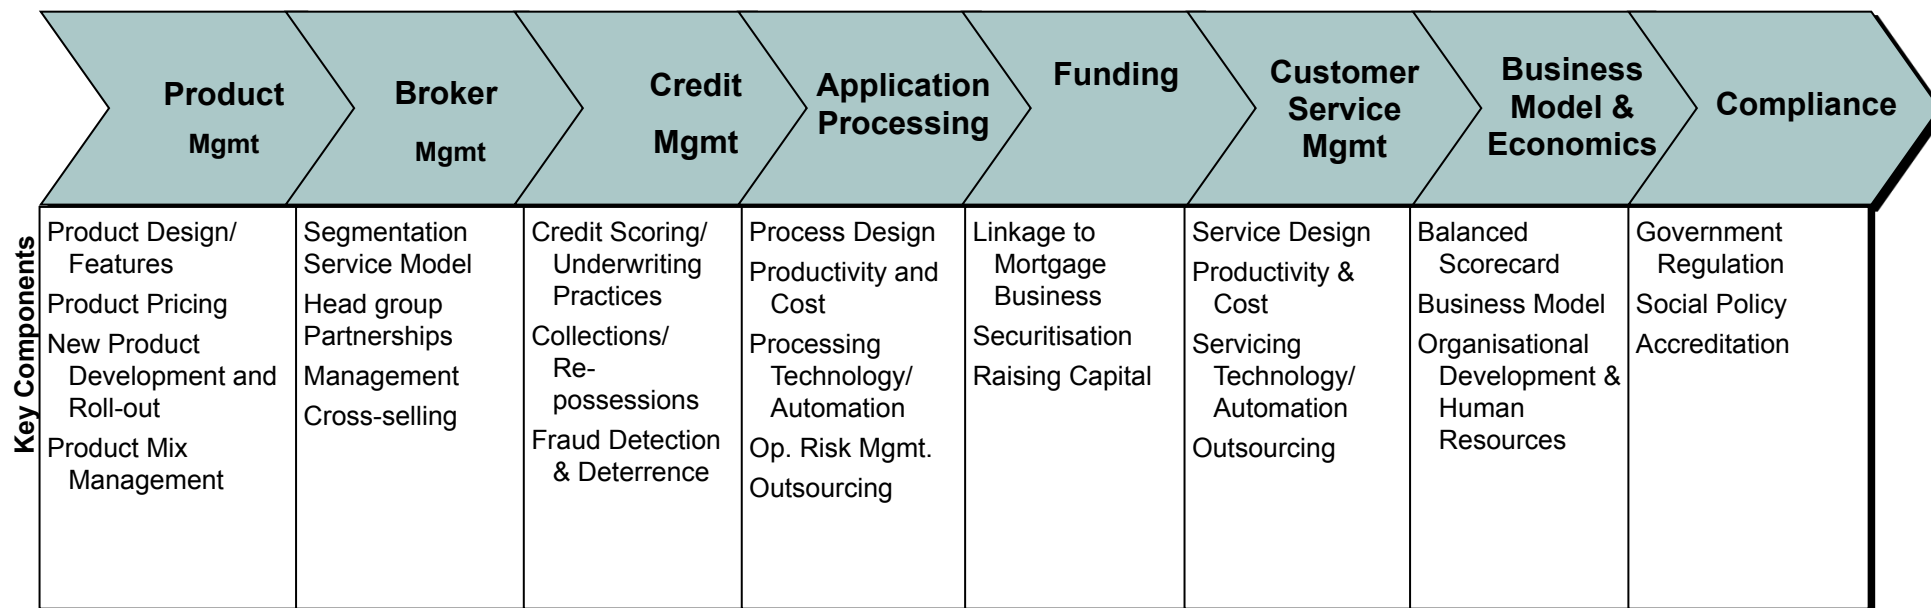 Product
Mgmt
Broker
Mgmt
Credit
Mgmt
Application
Processing
Funding
Customer
Service
Mgmt
Business
Model &
Economics
Compliance
Key Components
Product Design/
Features
Product Pricing
New Product
Development and
Roll-out
Product Mix
Management
Segmentation
Service Model
Head group
Partnerships
Management
Cross-selling
Credit Scoring/
Underwriting
Practices
Collections/
Re-
possessions
Fraud Detection
& Deterrence
Process Design
Productivity and
Cost
Processing
Technology/
Automation
Op. Risk Mgmt.
Outsourcing
Linkage to
Mortgage
Business
Securitisation
Raising Capital
Service Design
Productivity &
Cost
Servicing
Technology/
Automation
Outsourcing
Balanced
Scorecard
Business Model
Organisational
Development &
Human
Resources
Government
Regulation
Social Policy
Accreditation